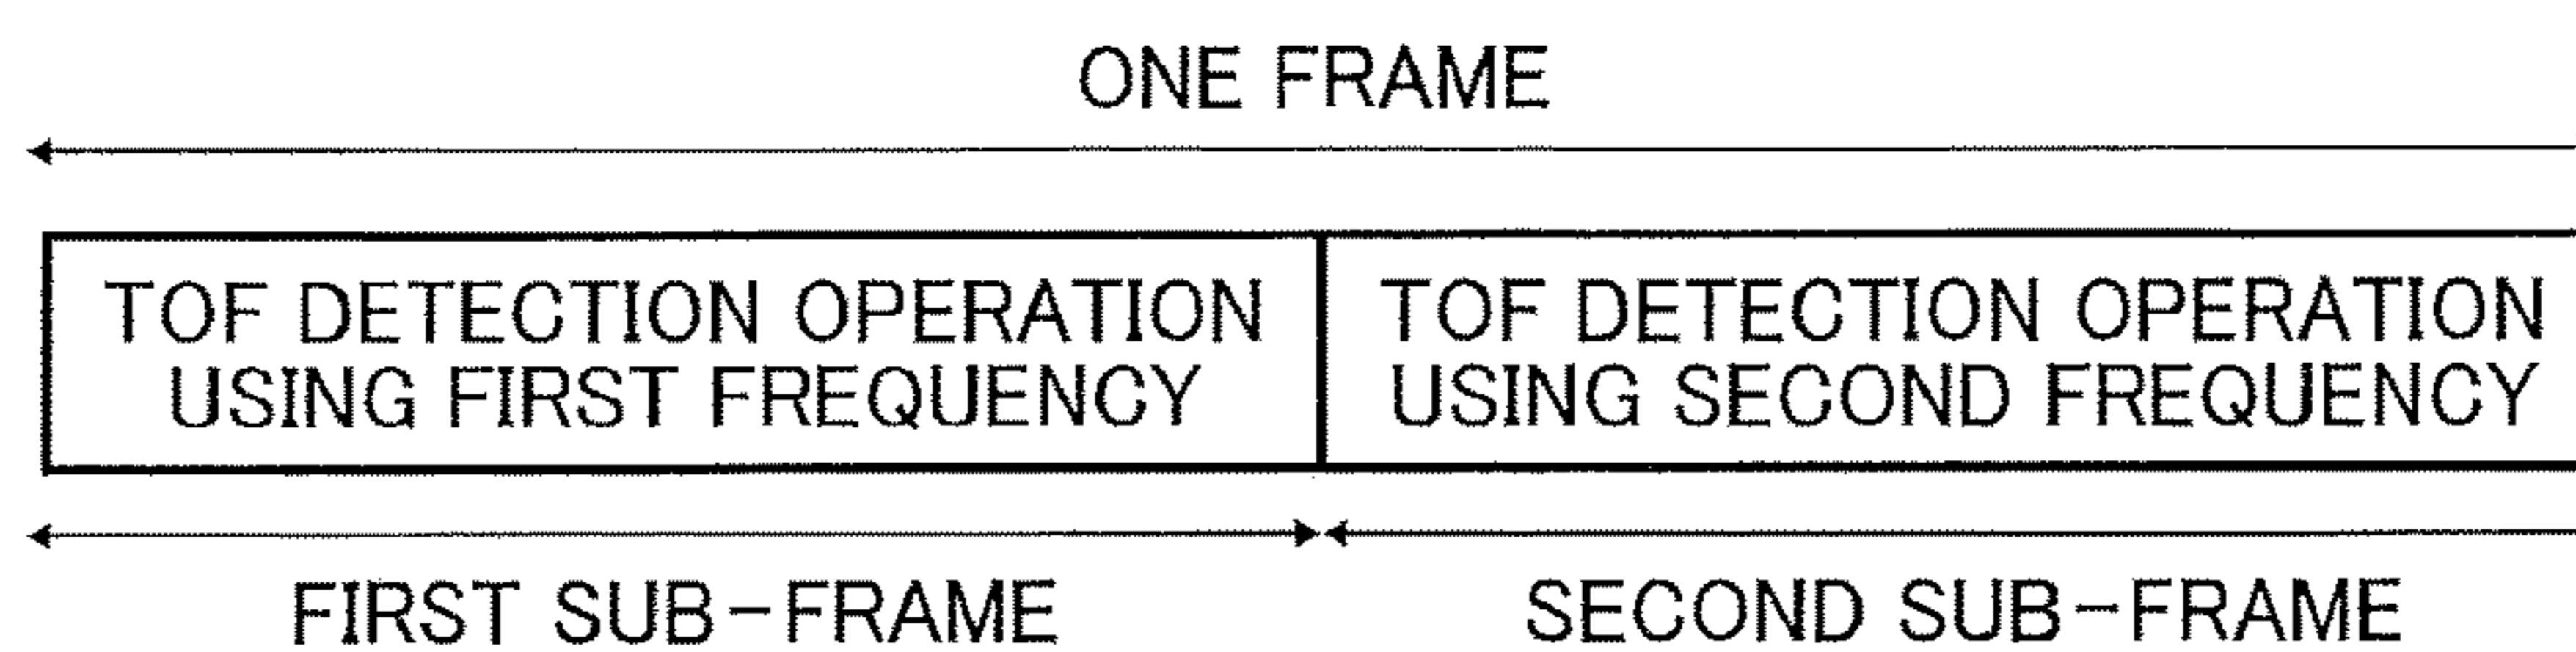 ONE FRAME
TOF DETECTION OPERATION
USING FIRST FREQUENCY
TOF DETECTION OPERATION
USING SECOND FREQUENCY
FIRST SUB-FRAME
SECOND SUB-FRAME